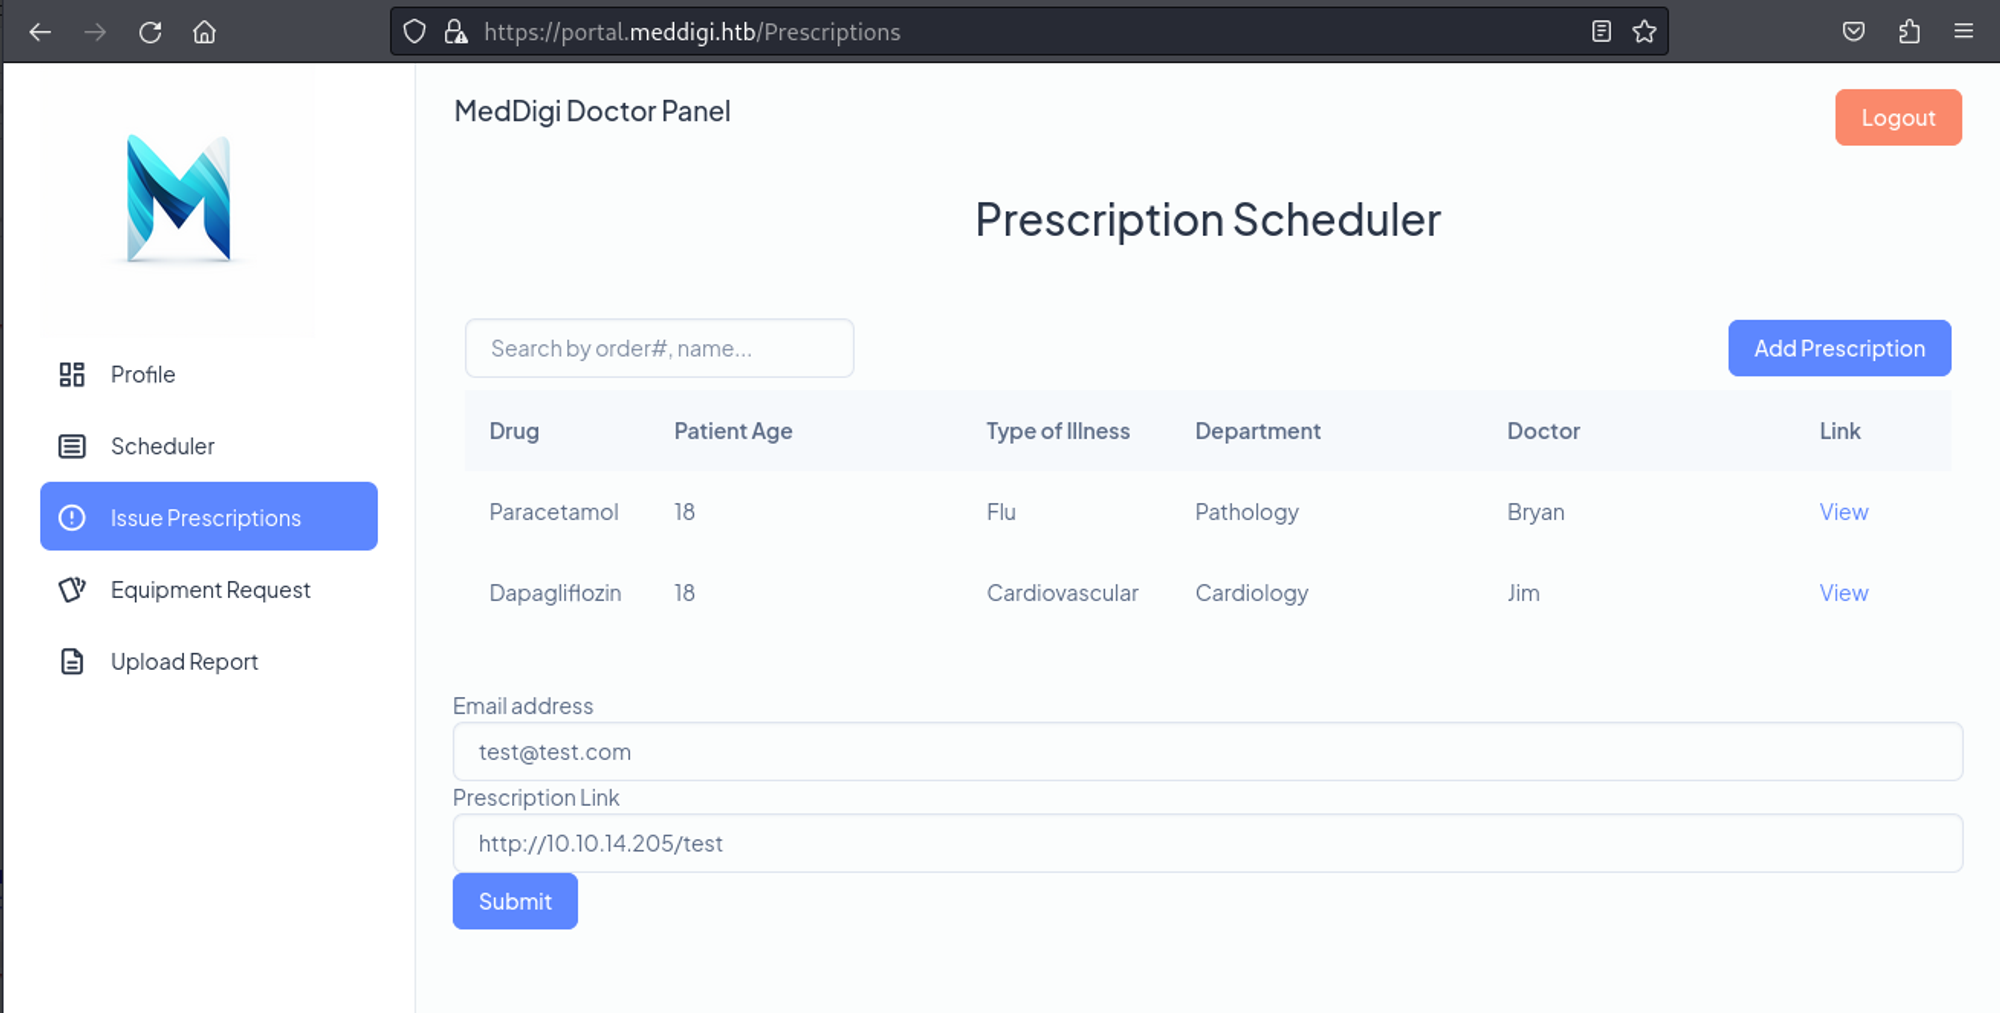 https://portal.meddigi.htb/Prescriptions
MedDigi Doctor Panel
Logout
Prescription Scheduler
Profile
Scheduler
Issue Prescriptions
Equipment Request
Upload Report
Search by order#, name...
Add Prescription
Drug Patient Age Type of Illness Department Doctor Link
Paracetamol 18 Flu Pathology Bryan View
Dapagliflozin 18 Cardiovascular Cardiology Jim View
Email address
test@test.com
Prescription Link
http://10.10.14.205/test
Submit